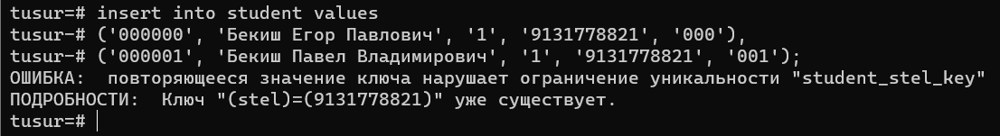 tusur=# insert into student values
tusur-# ('000000', 'Бекиш Егор Павлович', '1', '9131778821', '000'),
tusur-# ('000001', 'Бекиш Павел Владимирович', '1', '9131778821', '001');
ОШИБКА:  повторяющееся значение ключа нарушает ограничение уникальности "student_stel_key"
ПОДРОБНОСТИ:  Ключ "(stel)=(9131778821)" уже существует.
tusur=#